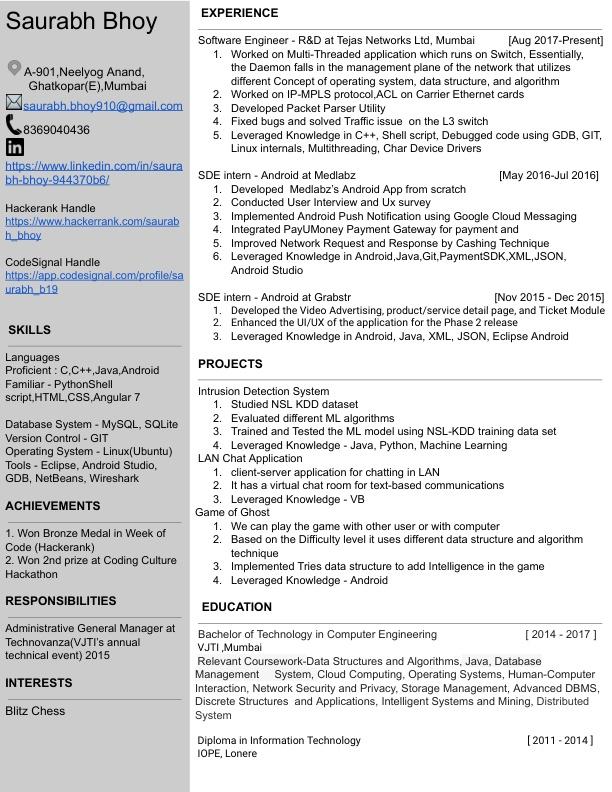 Saurabh Bhoy
A-901,Neelyog Anand,
Ghatkopar(E),Mumbai
saurabh.bhoy910@gmail.com
8369040436
https://www.linkedin.com/in/saura
bh-bhoy-944370b6/
Hackerank Handle
https://www.hackerrank.com/saurab
h_bhoy
CodeSignal Handle
https://app.codesignal.com/profile/sa
urabh_b19
SKILLS
Languages
Proficient : C,C++,Java,Android
Familiar - PythonShell
script,HTML,CSS,Angular 7
Database System - MySQL, SQLite
Version Control - GIT
Operating System - Linux(Ubuntu)
Tools - Eclipse, Android Studio,
GDB, NetBeans, Wireshark
ACHIEVEMENTS
1. Won Bronze Medal in Week of
Code (Hackerank)
2. Won 2nd prize at Coding Culture
Hackathon
RESPONSIBILITIES
Administrative General Manager at
Technovanza(VJTI's annual
technical event) 2015
INTERESTS
Blitz Chess
EXPERIENCE
Software Engineer - R&D at Tejas Networks Ltd, Mumbai [Aug 2017-Present]
1. Worked on Multi-Threaded application which runs on Switch, Essentially,
the Daemon falls in the management plane of the network that utilizes
different Concept of operating system, data structure, and algorithm
2. Worked on IP-MPLS protocol,ACL on Carrier Ethernet cards
3. Developed Packet Parser Utility
4. Fixed bugs and solved Traffic issue on the L3 switch
5. Leveraged Knowledge in C++, Shell script, Debugged code using GDB, GIT,
Linux internals, Multithreading, Char Device Drivers
SDE intern - Android at Medlabz [May 2016-Jul 2016]
1. Developed Medlabz's Android App from scratch
2. Conducted User Interview and Ux survey
3. Implemented Android Push Notification using Google Cloud Messaging
4. Integrated PayUMoney Payment Gateway for payment and
5. Improved Network Request and Response by Cashing Technique
6. Leveraged Knowledge in Android,Java,Git,PaymentSDK,XML,JSON,
Android Studio
SDE intern - Android at Grabstr [Nov 2015 - Dec 2015]
1. Developed the Video Advertising, product/service detail page, and Ticket Module
2. Enhanced the UI/UX of the application for the Phase 2 release
3. Leveraged Knowledge in Android, Java, XML, JSON, Eclipse Android
PROJECTS
Intrusion Detection System
1. Studied NSL KDD dataset
2. Evaluated different ML algorithms
3. Trained and Tested the ML model using NSL-KDD training data set
4. Leveraged Knowledge - Java, Python, Machine Learning
LAN Chat Application
1. client-server application for chatting in LAN
2. It has a virtual chat room for text-based communications
3. Leveraged Knowledge - VB
Game of Ghost
1. We can play the game with other user or with computer
2. Based on the Difficulty level it uses different data structure and algorithm
technique
3. Implemented Tries data structure to add Intelligence in the game
4. Leveraged Knowledge - Android
EDUCATION
Bachelor of Technology in Computer Engineering [ 2014 - 2017 ]
VJTI ,Mumbai
Relevant Coursework-Data Structures and Algorithms, Java, Database
Management System, Cloud Computing, Operating Systems, Human-Computer
Interaction, Network Security and Privacy, Storage Management, Advanced DBMS,
Discrete Structures and Applications, Intelligent Systems and Mining, Distributed
System
Diploma in Information Technology [ 2011 - 2014 ]
IOPE, Lonere